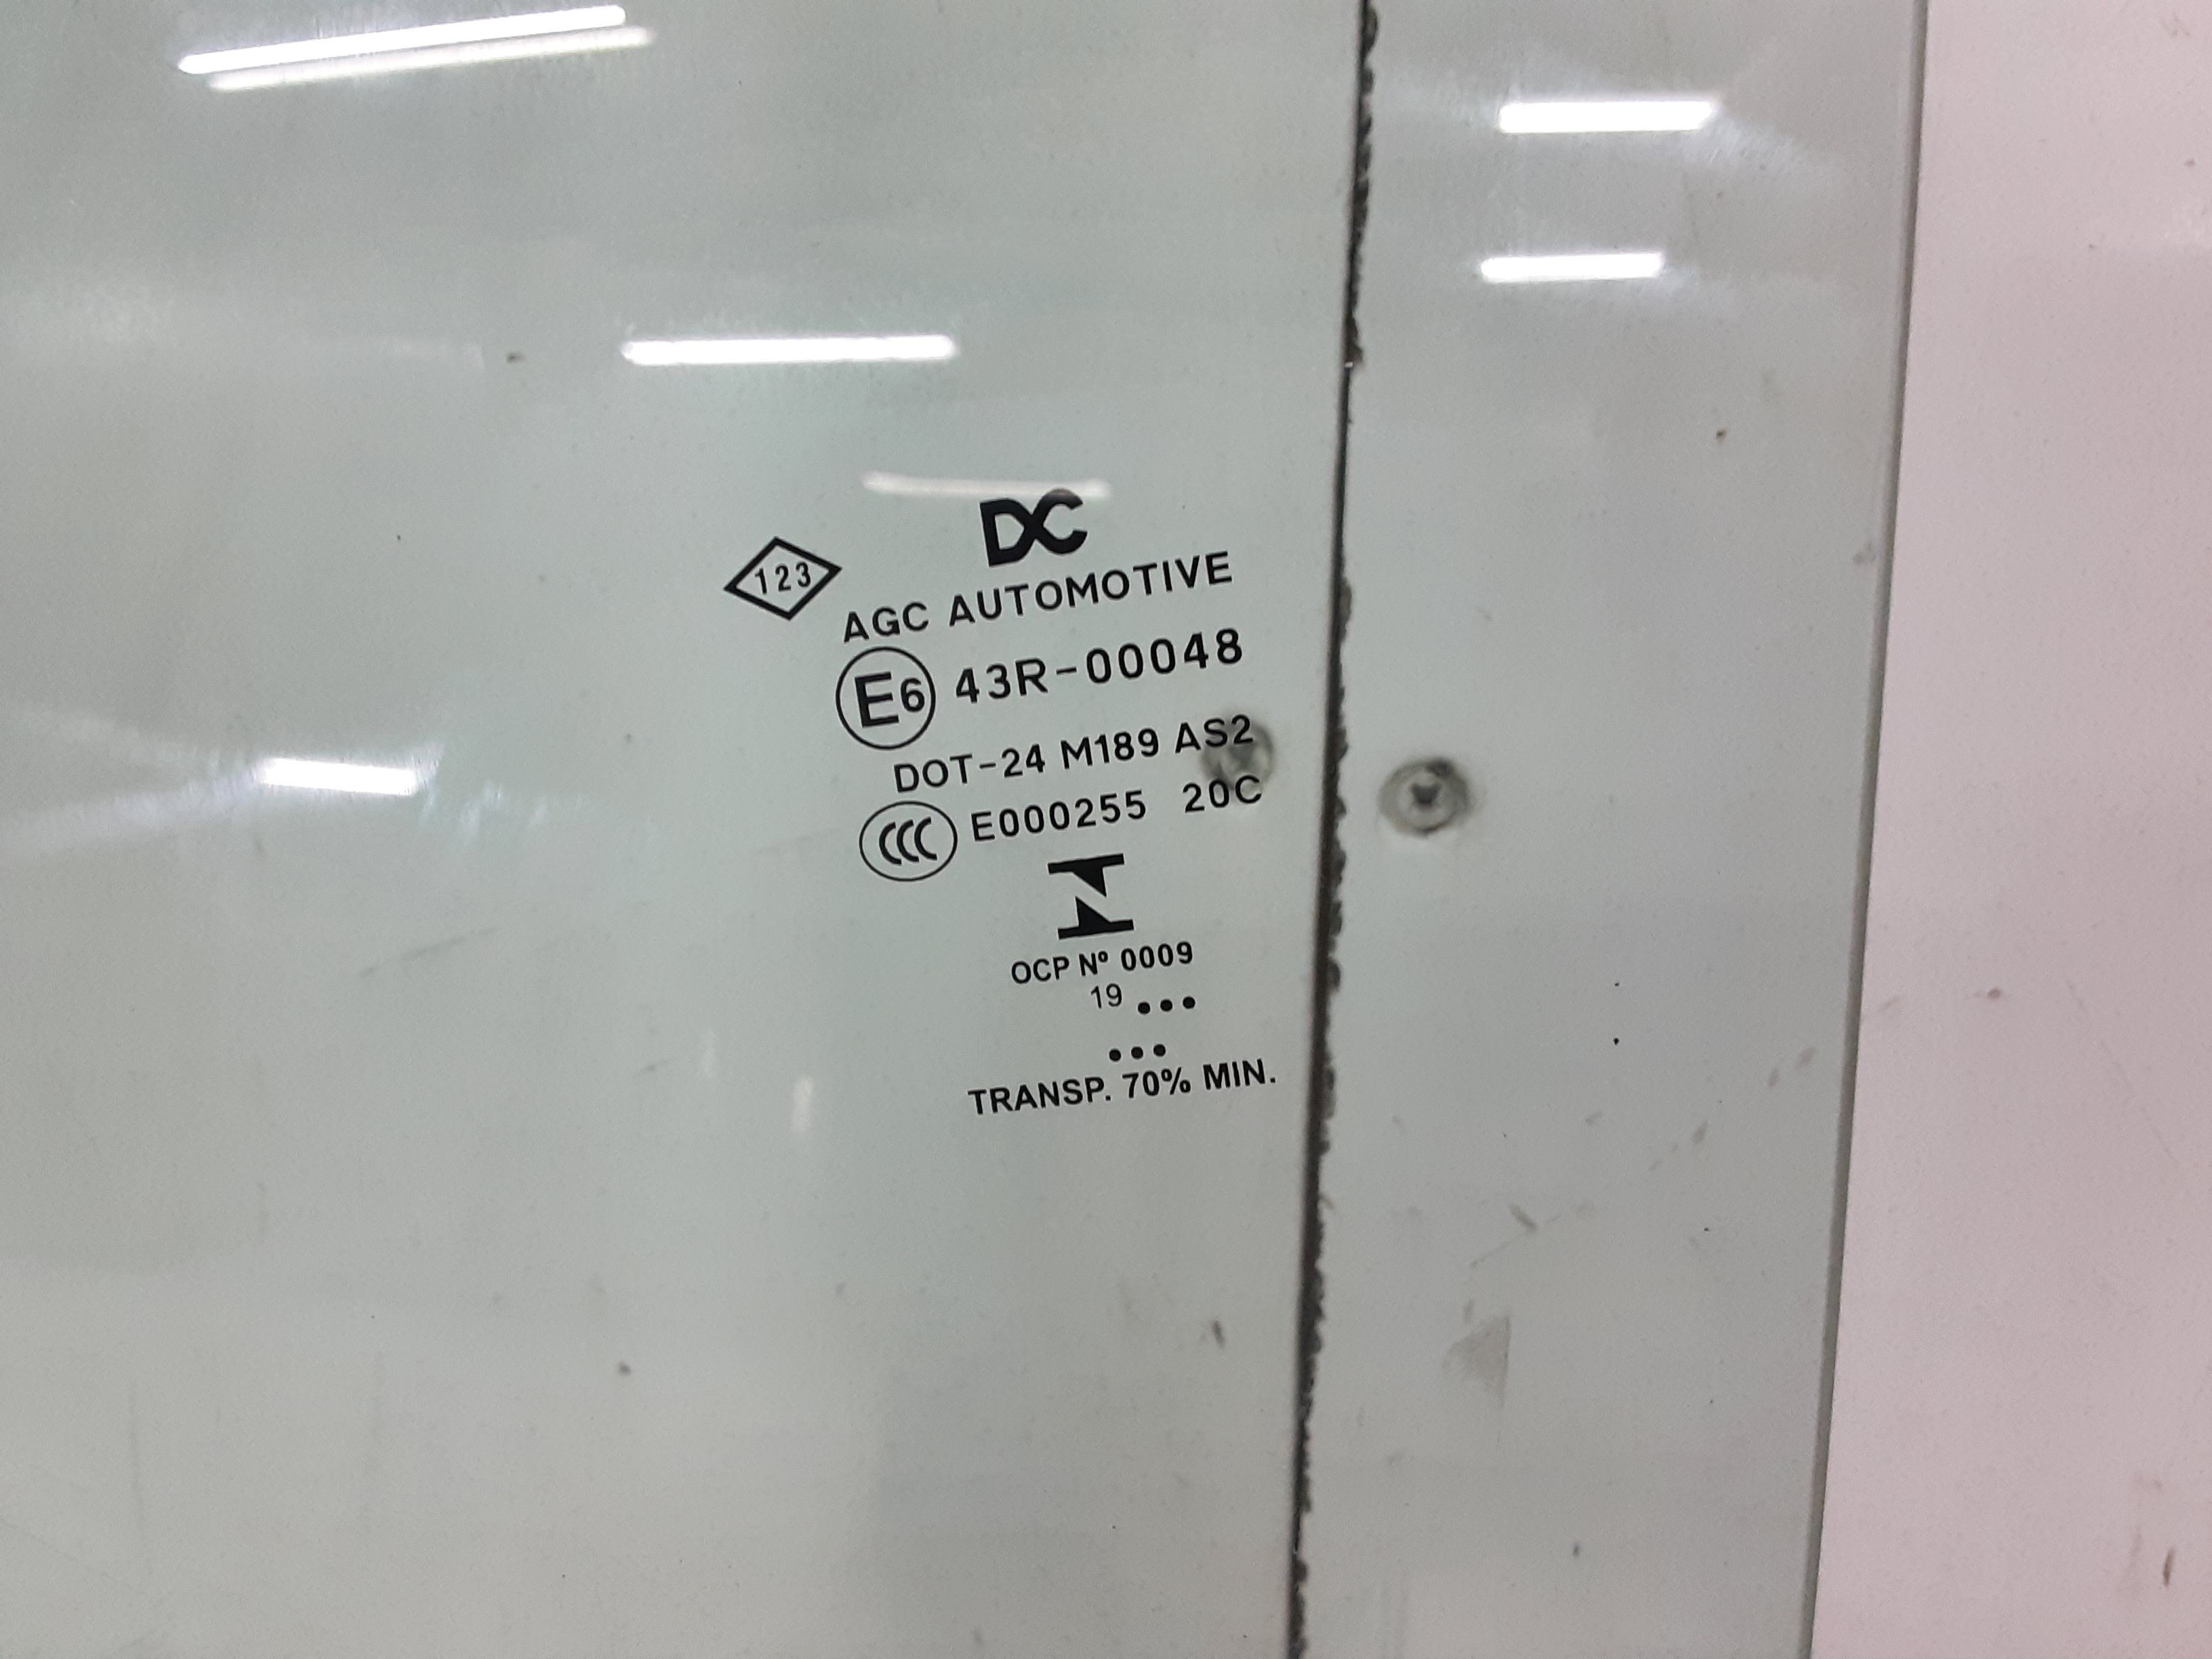 DC
123
AGC AUTOMOTIVE
E6 43R-00048
DOT-24 M189 AS2
CCC E000255 20C
OCP Nº 0009
19 •••
•••
TRANSP. 70% MIN.